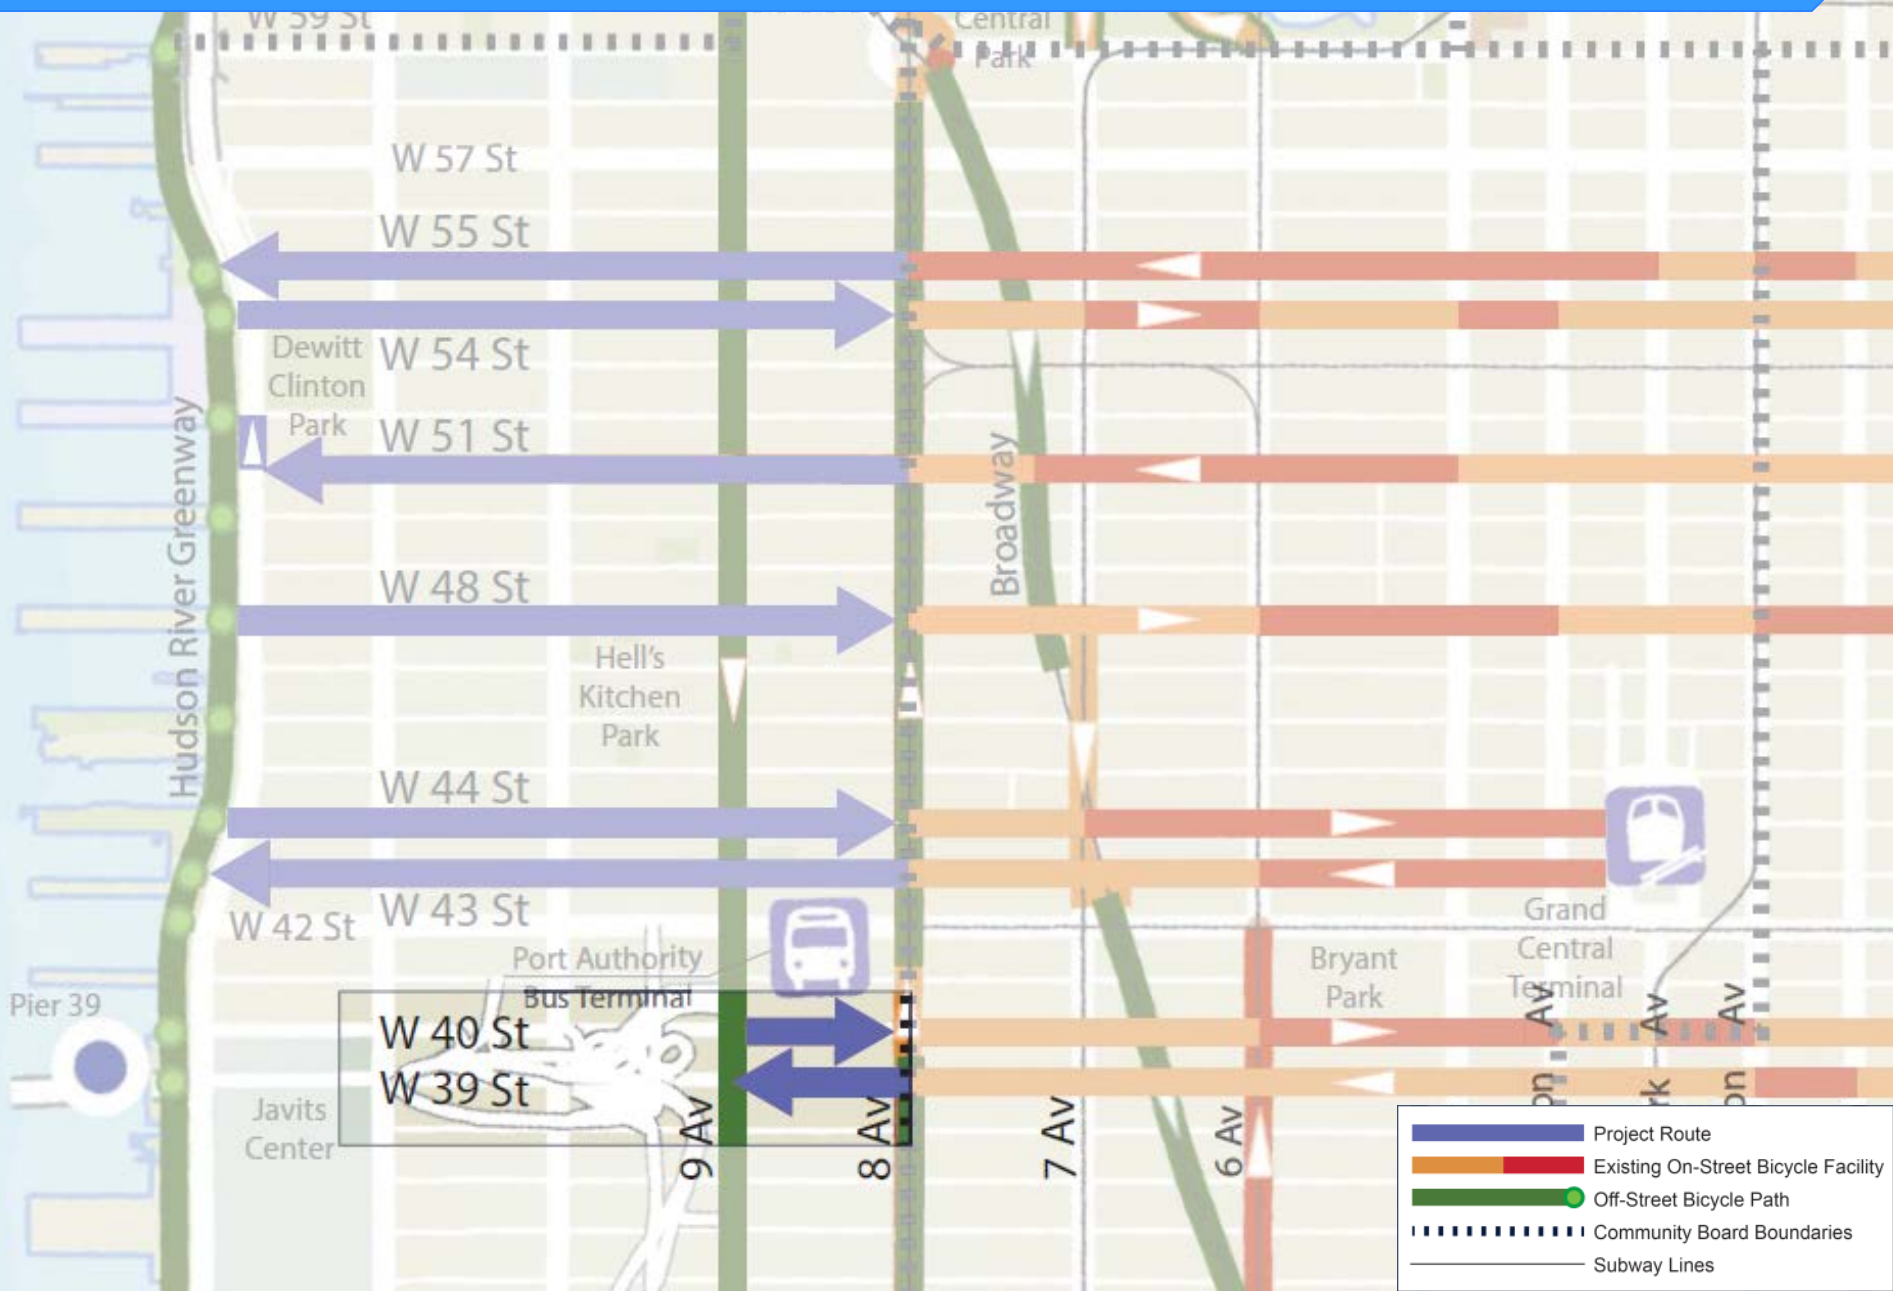 W 59 St
Central
Park
W 57 St
W 55 St
W 54 St
Dewitt
Clinton
Park
W 51 St
Hudson River Greenway
Broadway
W 48 St
Hell's
Kitchen
Park
W 44 St
W 43 St
W 42 St
Port Authority
Bus Terminal
Grand
Central
Terminal
Bryant
Park
Pier 39
W 40 St
W 39 St
Javits
Center
9 Av
8 Av
7 Av
6 Av
on Av
rk Av
on Av
Project Route
Existing On-Street Bicycle Facility
Off-Street Bicycle Path
Community Board Boundaries
Subway Lines